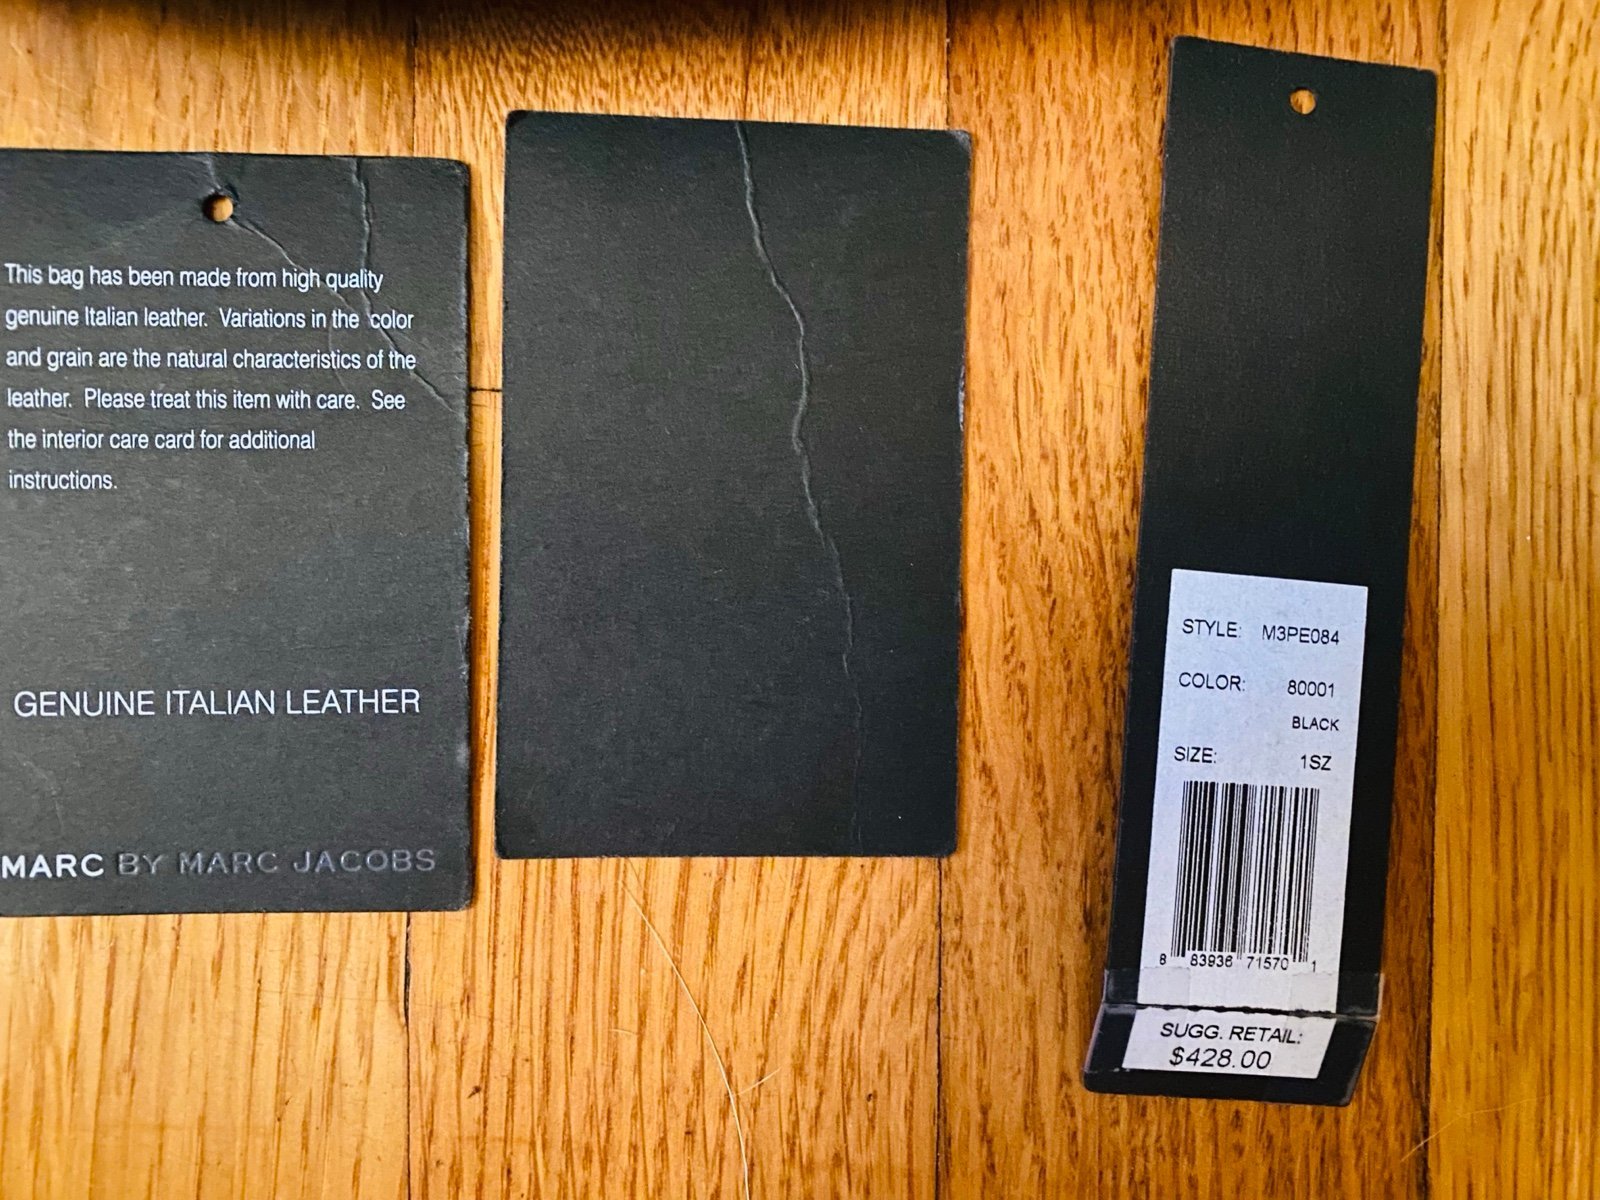 This bag has been made from high quality
genuine Italian leather. Variations in the color
and grain are the natural characteristics of the
leather. Please treat this item with care. See
the interior care card for additional
instructions.
GENUINE ITALIAN LEATHER
MARC BY MARC JACOBS
STYLE: M3PE084
COLOR: 80001
BLACK
SIZE: 1SZ
8 83936 71570 1
SUGG. RETAIL:
$428.00